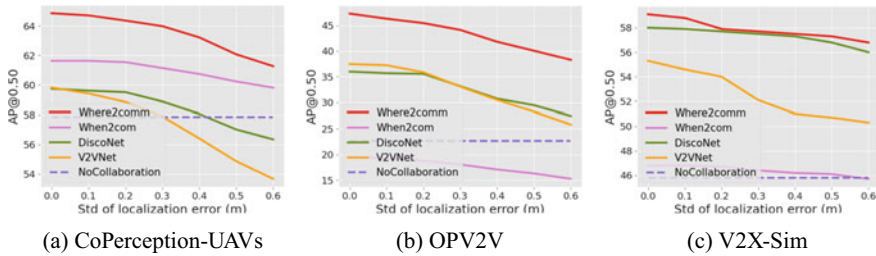 AP@0.50
64
62
60
58
56
54
Where2comm
When2com
DiscoNet
V2VNet
NoCollaboration
0.0 0.1 0.2 0.3 0.4 0.5 0.6
Std of localization error (m)
(a) CoPerception-UAVs
AP@0.50
45
40
35
30
25
20
15
Where2comm
When2com
DiscoNet
V2VNet
NoCollaboration
0.0 0.1 0.2 0.3 0.4 0.5 0.6
Std of localization error (m)
(b) OPV2V
AP@0.50
58
56
54
52
50
48
46
Where2comm
When2com
DiscoNet
V2VNet
NoCollaboration
0.0 0.1 0.2 0.3 0.4 0.5 0.6
Std of localization error (m)
(c) V2X-Sim